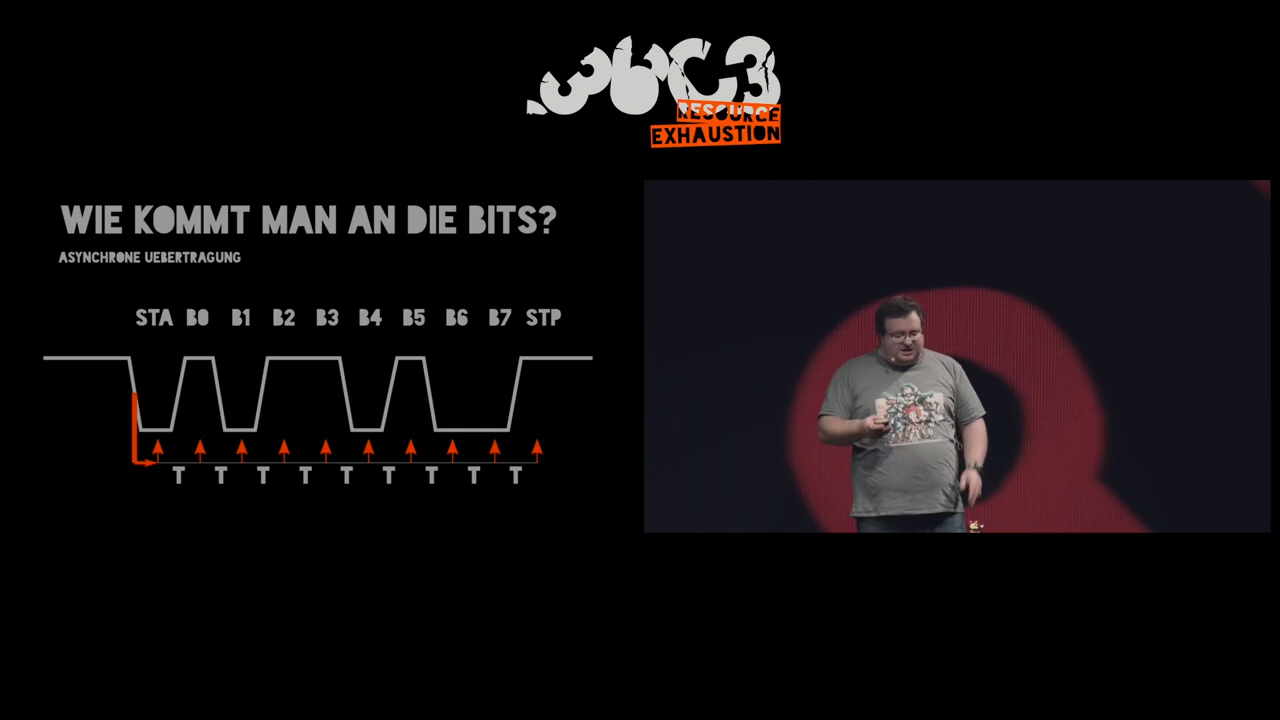 36C3
RESOURCE
EXHAUSTION
WIE KOMMT MAN AN DIE BITS?
ASYNCHRONE UEBERTRAGUNG
STA B0 B1 B2 B3 B4 B5 B6 B7 STP
T T T T T T T T T